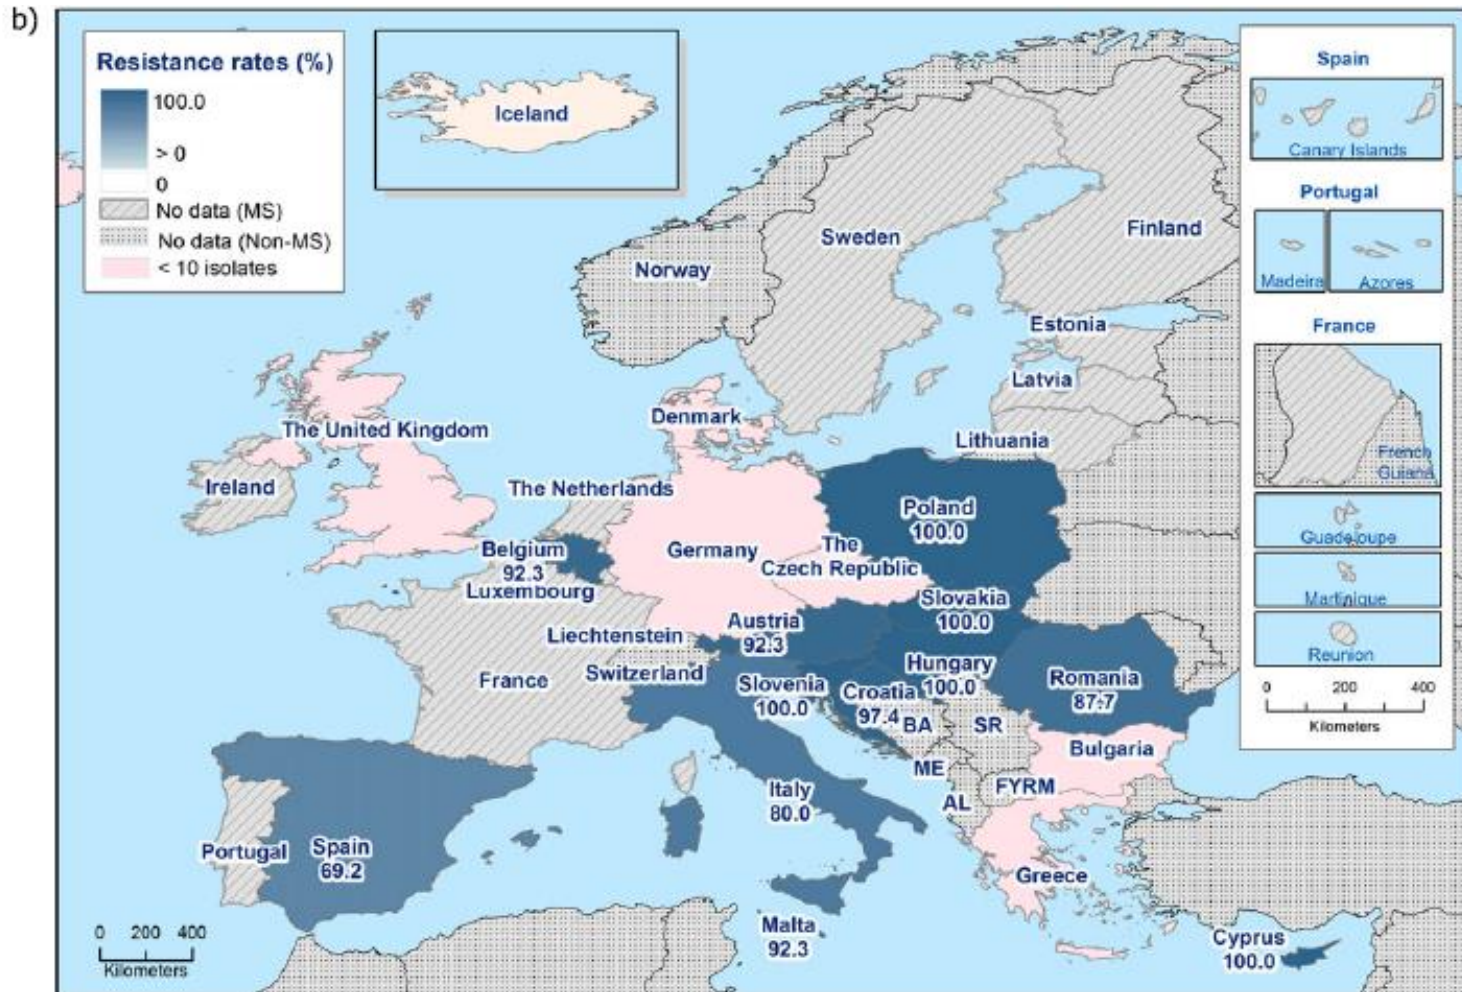 b)
Resistance rates (%)
100.0
> 0
0
No data (MS)
No data (Non-MS)
< 10 isolates
Iceland
Spain
Canary Islands
Portugal
Madeira
Azores
France
French
Guiana
Guadeloupe
Martinique
Reunion
0 200 400
Kilometers
Norway
Sweden
Finland
Estonia
Latvia
Lithuania
Denmark
The United Kingdom
Ireland
The Netherlands
Belgium
92.3
Luxembourg
Germany
Poland
100.0
The
Czech Republic
Slovakia
100.0
Austria
92.3
Liechtenstein
Switzerland
France
Slovenia
100.0
Croatia
97.4
Hungary
100.0
Romania
87.7
BA
SR
ME
FYRM
AL
Bulgaria
Italy
80.0
Portugal
Spain
69.2
Greece
Malta
92.3
Cyprus
100.0
0 200 400
Kilometers